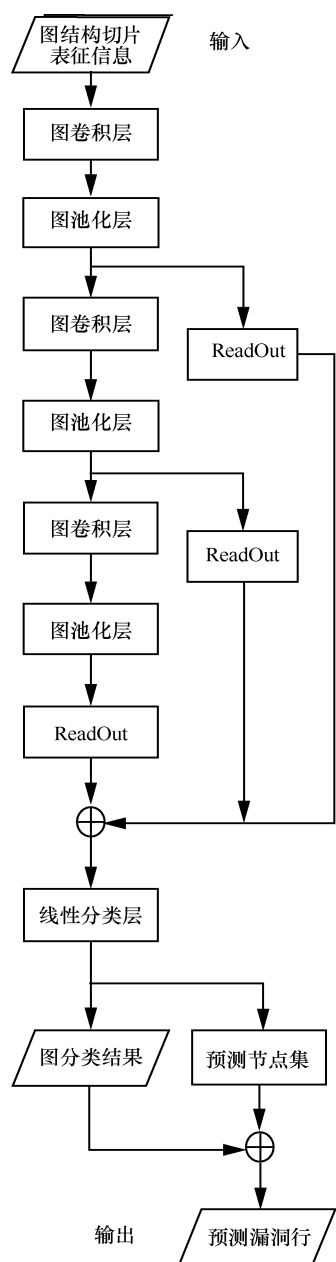 图结构切片
表征信息
输入
图卷积层
图池化层
图卷积层
ReadOut
图池化层
图卷积层
ReadOut
图池化层
ReadOut
线性分类层
图分类结果
预测节点集
输出
预测漏洞行